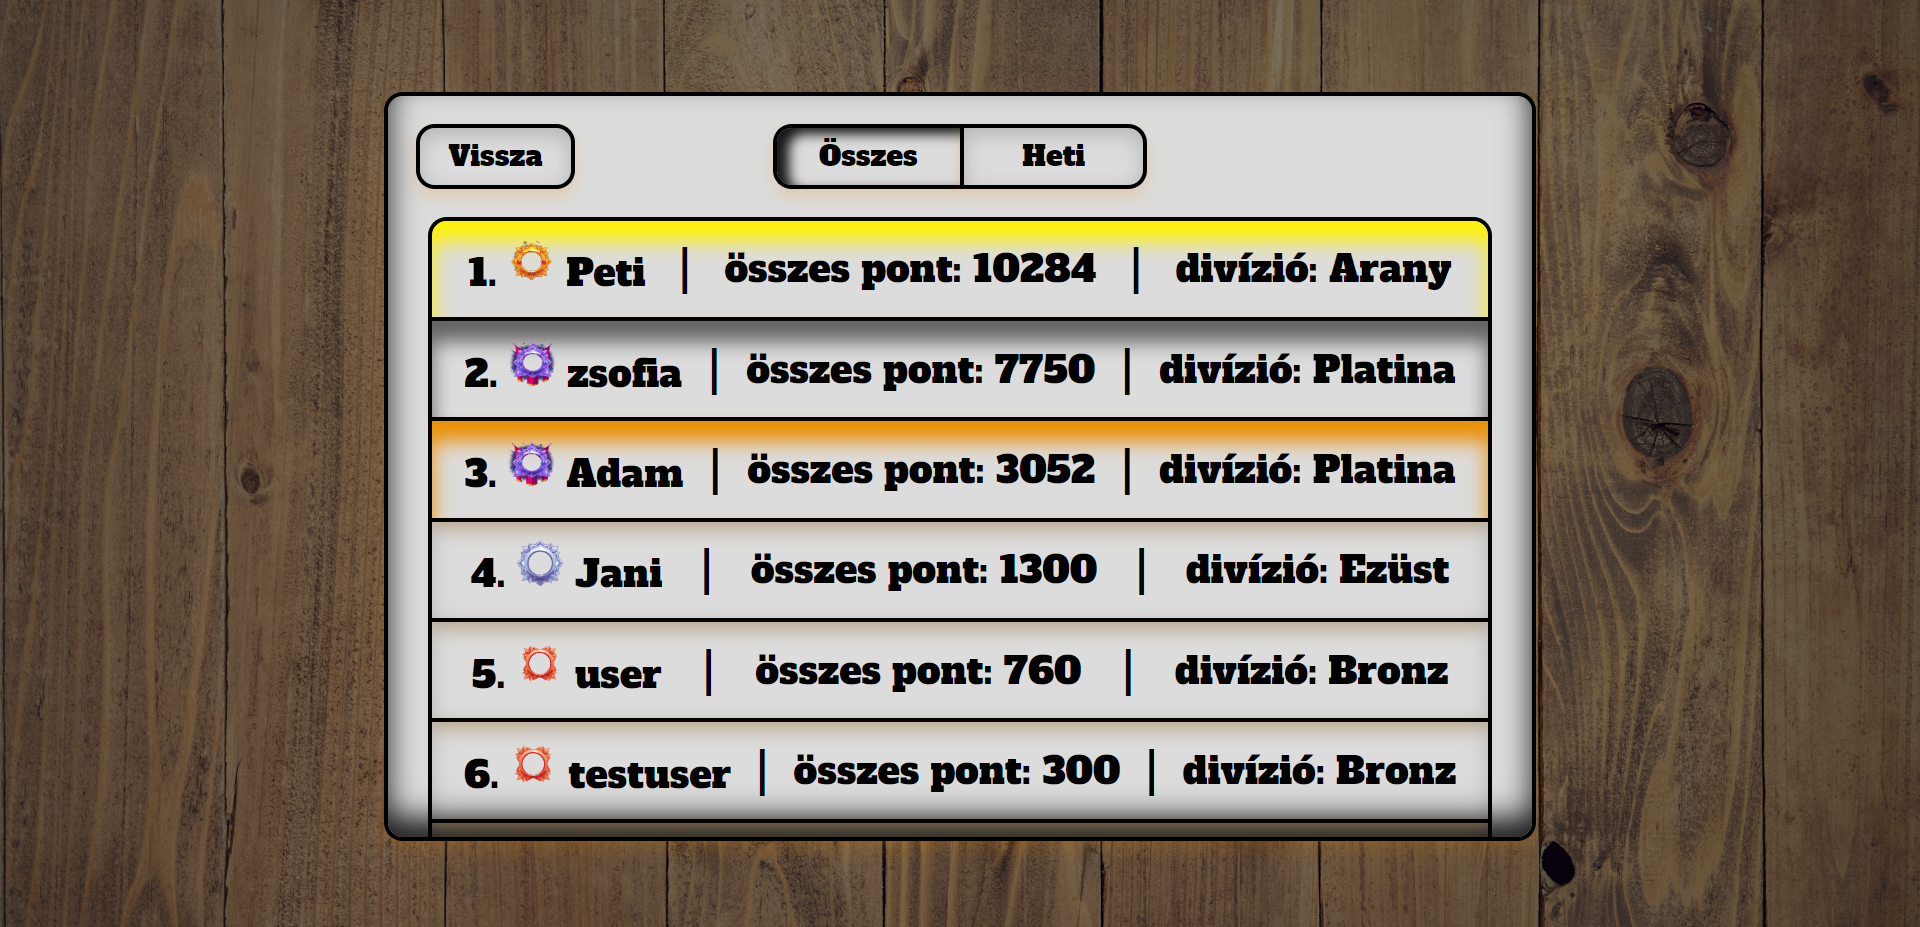 Vissza
Összes Heti
1. Peti | összes pont: 10284 | divízió: Arany
2. zsofia | összes pont: 7750 | divízió: Platina
3. Adam | összes pont: 3052 | divízió: Platina
4. Jani | összes pont: 1300 | divízió: Ezüst
5. user | összes pont: 760 | divízió: Bronz
6. testuser | összes pont: 300 | divízió: Bronz